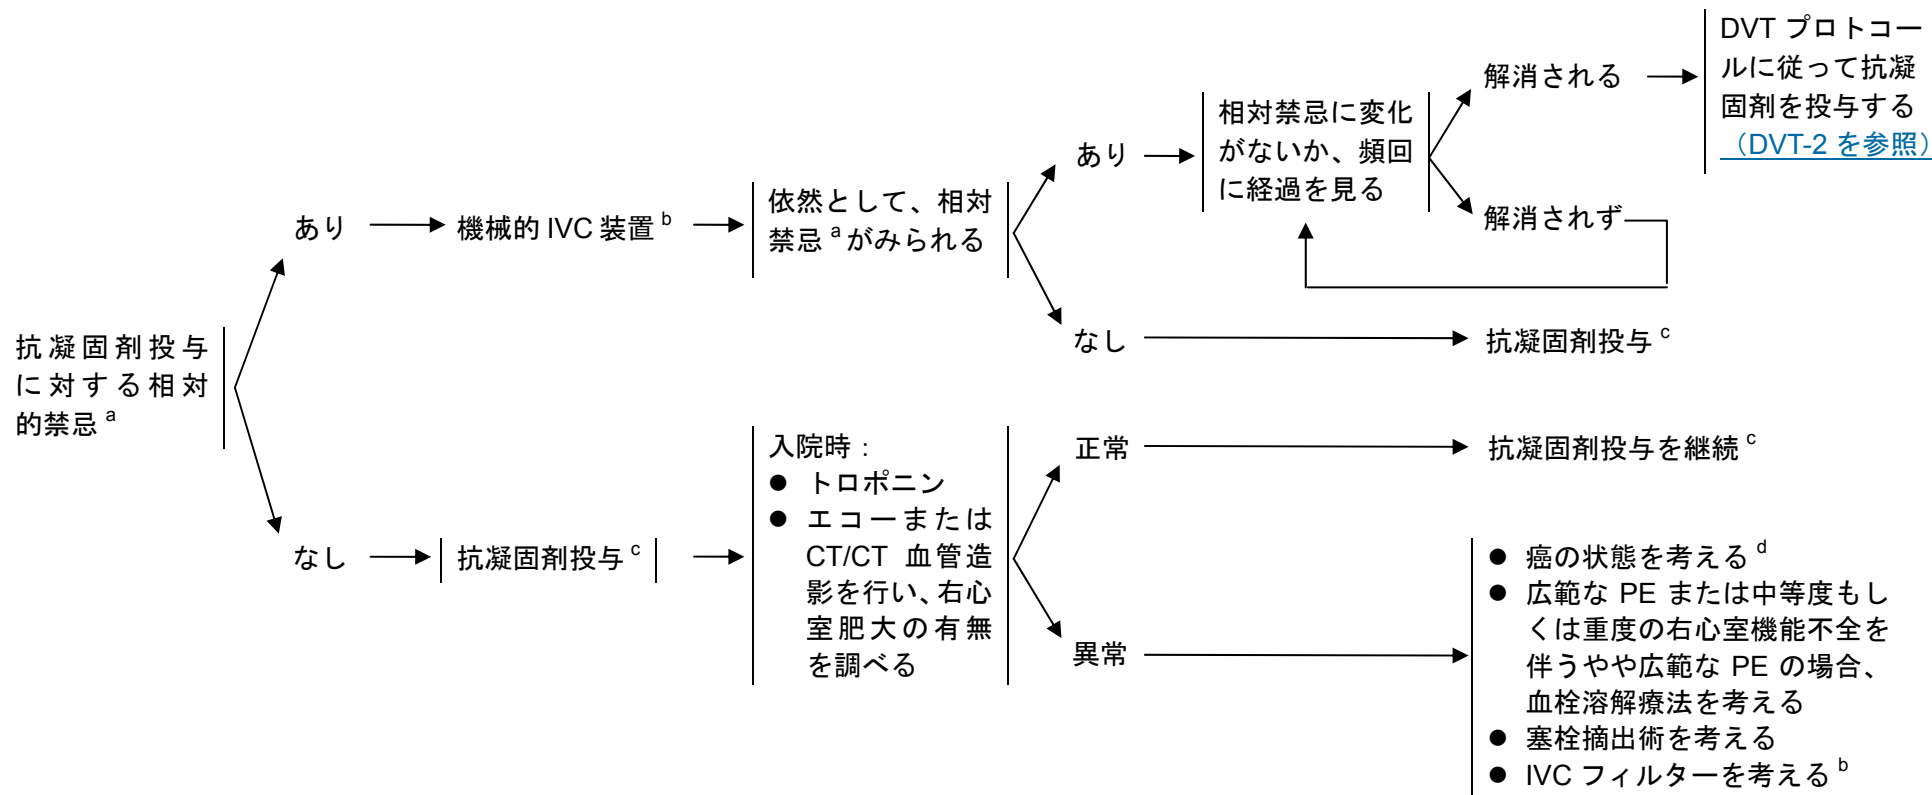 DVT プロトコー
ルに従って抗凝
固剤を投与する
（DVT-2 を参照）
解消される
相対禁忌に変化
がないか、頻回
に経過を見る
あり
解消されず
依然として、相対
禁忌 a がみられる
あり
機械的 IVC 装置 b
なし
抗凝固剤投与 c
抗凝固剤投与
に対する相対
的禁忌 a
入院時：
● トロポニン
● エコーまたは
CT/CT 血管造
影を行い、右心
室肥大の有無
を調べる
正常
抗凝固剤投与を継続 c
なし
抗凝固剤投与 c
異常
● 癌の状態を考える d
● 広範な PE または中等度もし
くは重度の右心室機能不全を
伴うやや広範な PE の場合、
血栓溶解療法を考える
● 塞栓摘出術を考える
● IVC フィルターを考える b